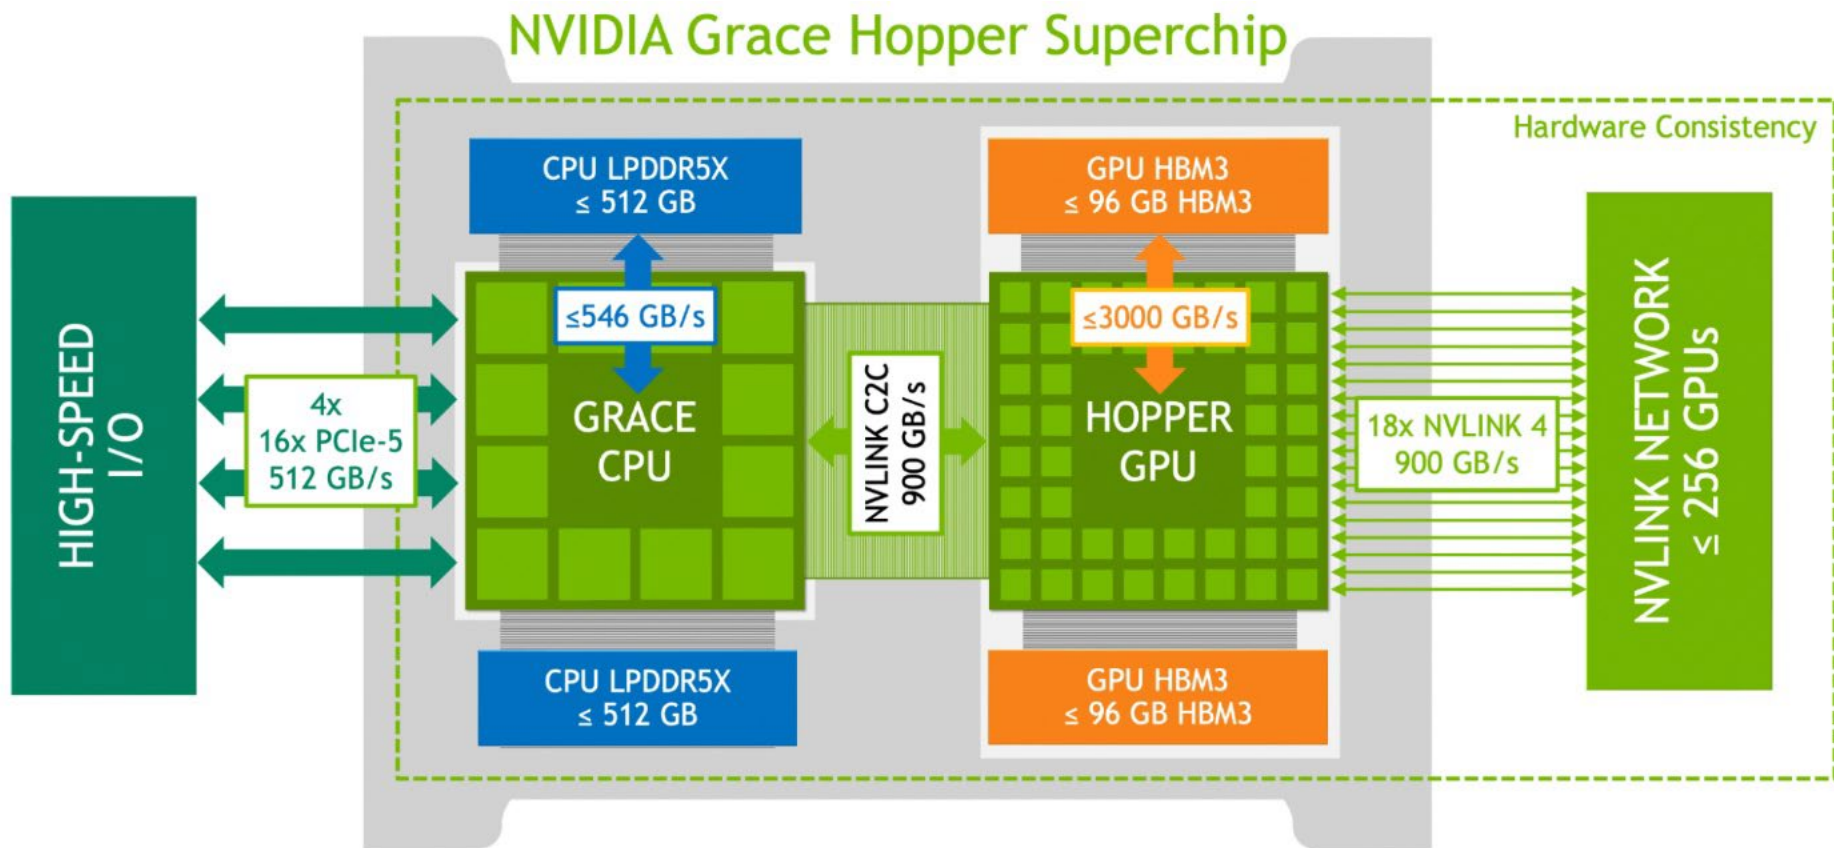 NVIDIA Grace Hopper Superchip
Hardware Consistency
CPU LPDDR5X
≤ 512 GB
GPU HBM3
≤ 96 GB HBM3
≤546 GB/s
≤3000 GB/s
HIGH-SPEED
I/O
4x
16x PCIe-5
512 GB/s
GRACE
CPU
NVLINK C2C
900 GB/s
HOPPER
GPU
18x NVLINK 4
900 GB/s
NVLINK NETWORK
≤ 256 GPUs
CPU LPDDR5X
≤ 512 GB
GPU HBM3
≤ 96 GB HBM3